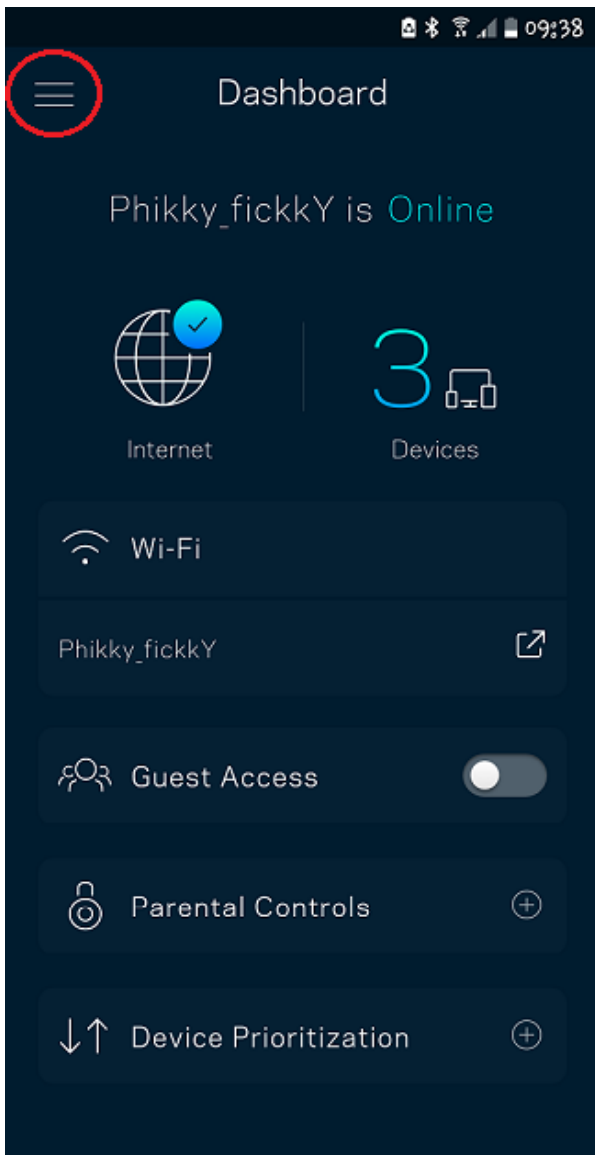 09:38
Dashboard
Phikky_fickkY is Online
3
Internet
Devices
Wi-Fi
Phikky_fickkY
Guest Access
Parental Controls
Device Prioritization